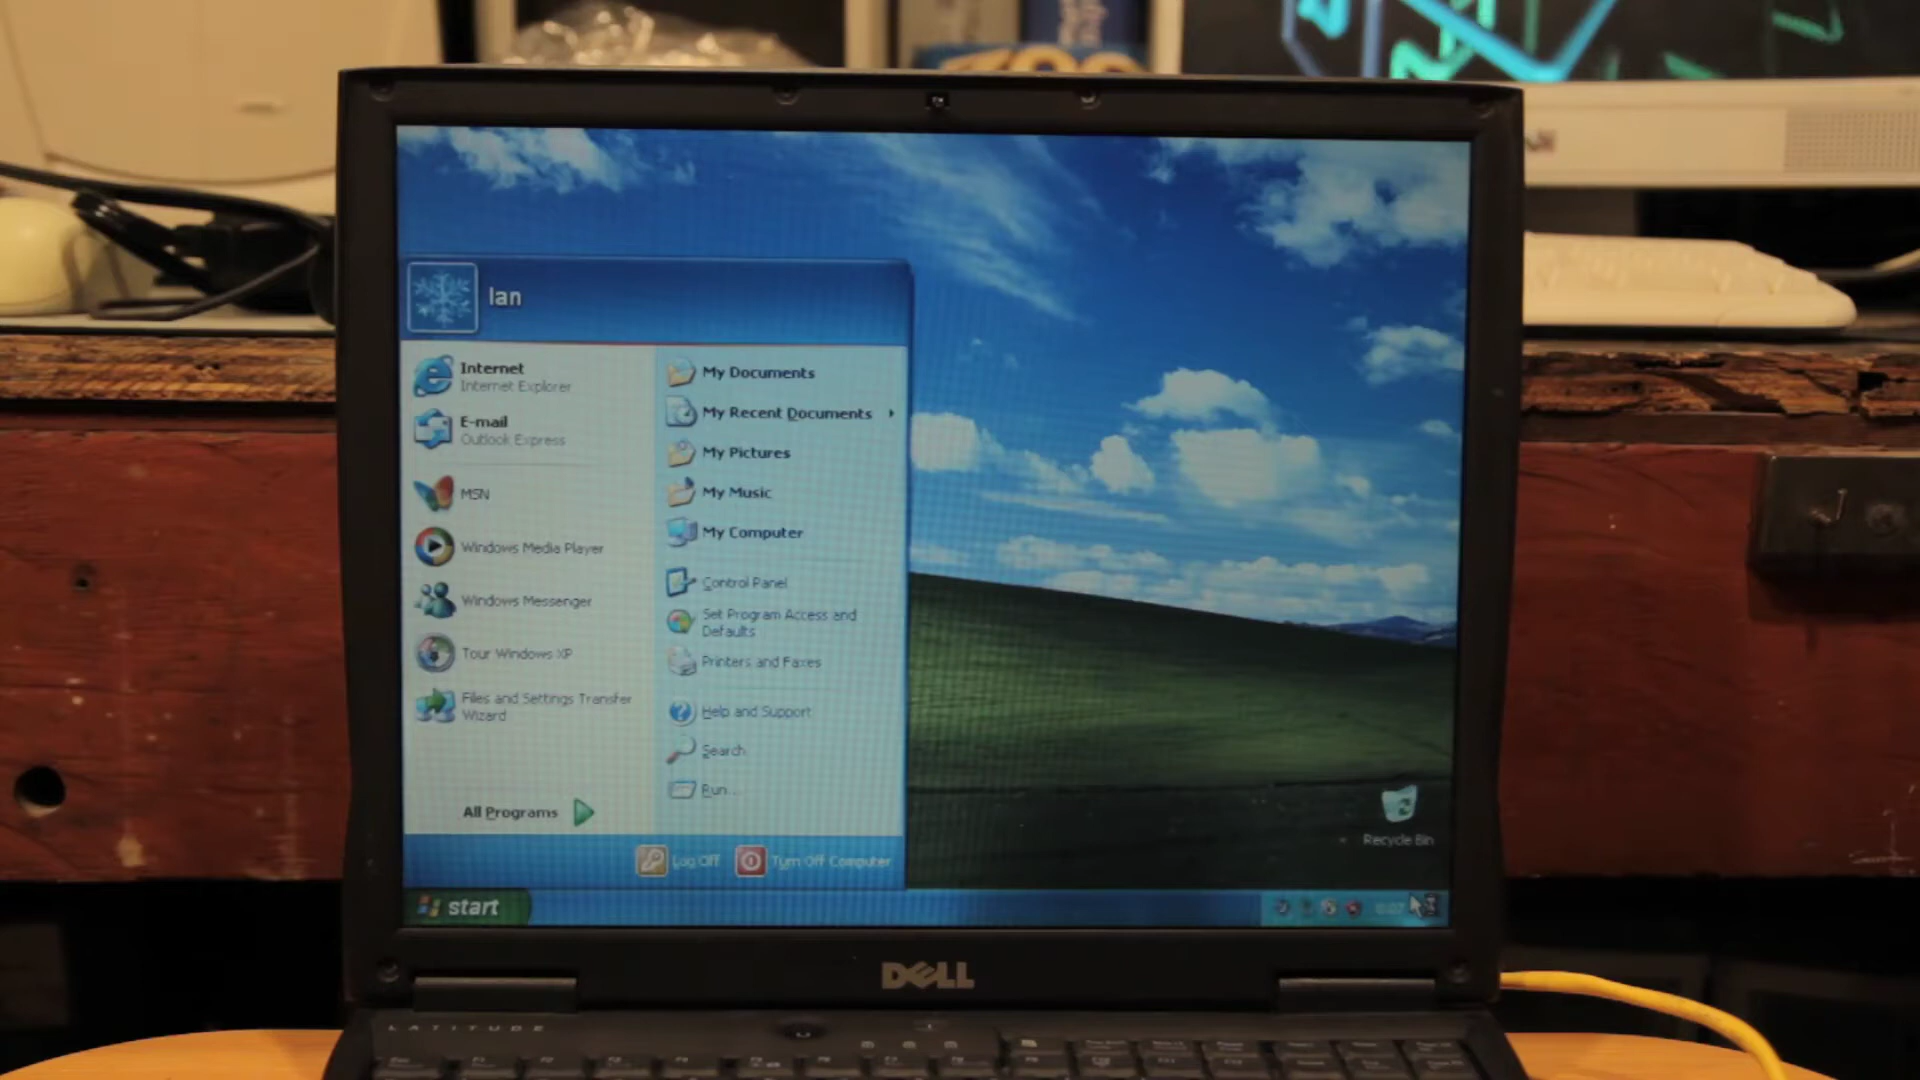 Ian
Internet
Internet Explorer
E-mail
Outlook Express
MSN
Windows Media Player
Windows Messenger
Tour Windows XP
Files and Settings Transfer
Wizard
All Programs
My Documents
My Recent Documents
My Pictures
My Music
My Computer
Control Panel
Set Program Access and
Defaults
Printers and Faxes
Help and Support
Search
Run...
Log Off
Turn Off Computer
Recycle Bin
start
DELL
LATITUDE